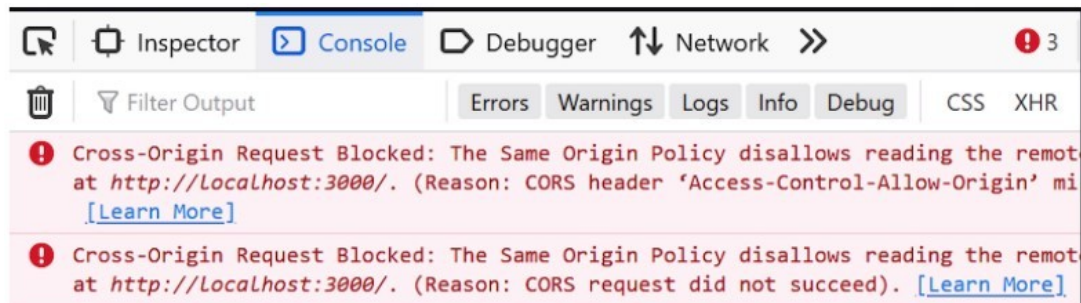 Inspector Console Debugger Network 3
Filter Output Errors Warnings Logs Info Debug CSS XHR
Cross-Origin Request Blocked: The Same Origin Policy disallows reading the remot
at http://localhost:3000/. (Reason: CORS header ‘Access-Control-Allow-Origin’ mi
[Learn More]
Cross-Origin Request Blocked: The Same Origin Policy disallows reading the remot
at http://localhost:3000/. (Reason: CORS request did not succeed). [Learn More]